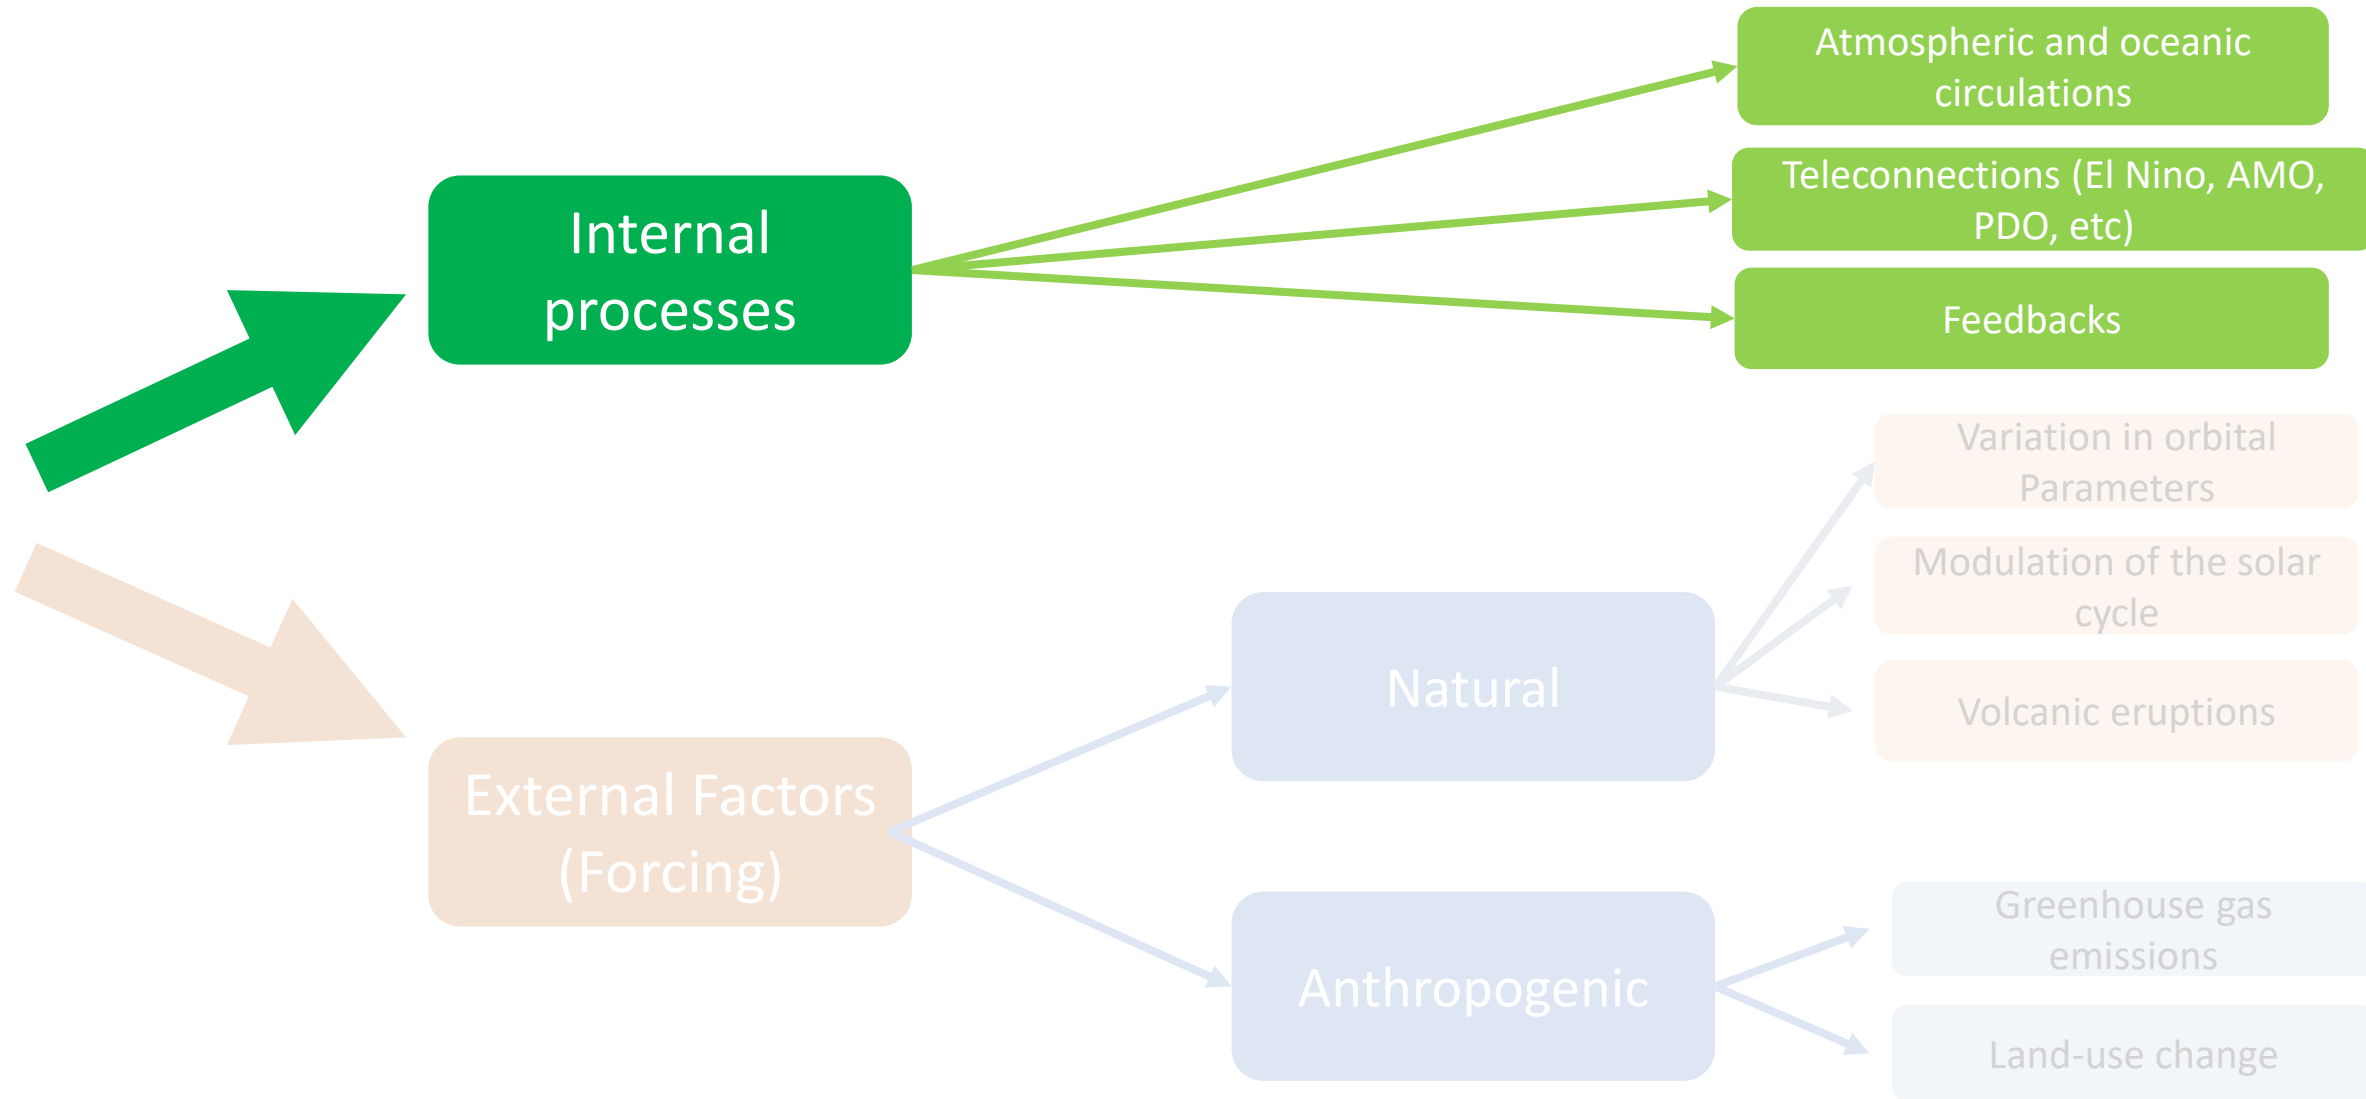 Atmospheric and oceanic
circulations
Teleconnections (El Nino, AMO,
PDO, etc)
Internal
processes
Feedbacks
Variation in orbital
Parameters
Modulation of the solar
cycle
Natural
Volcanic eruptions
External Factors
(Forcing)
Greenhouse gas
emissions
Anthropogenic
Land-use change